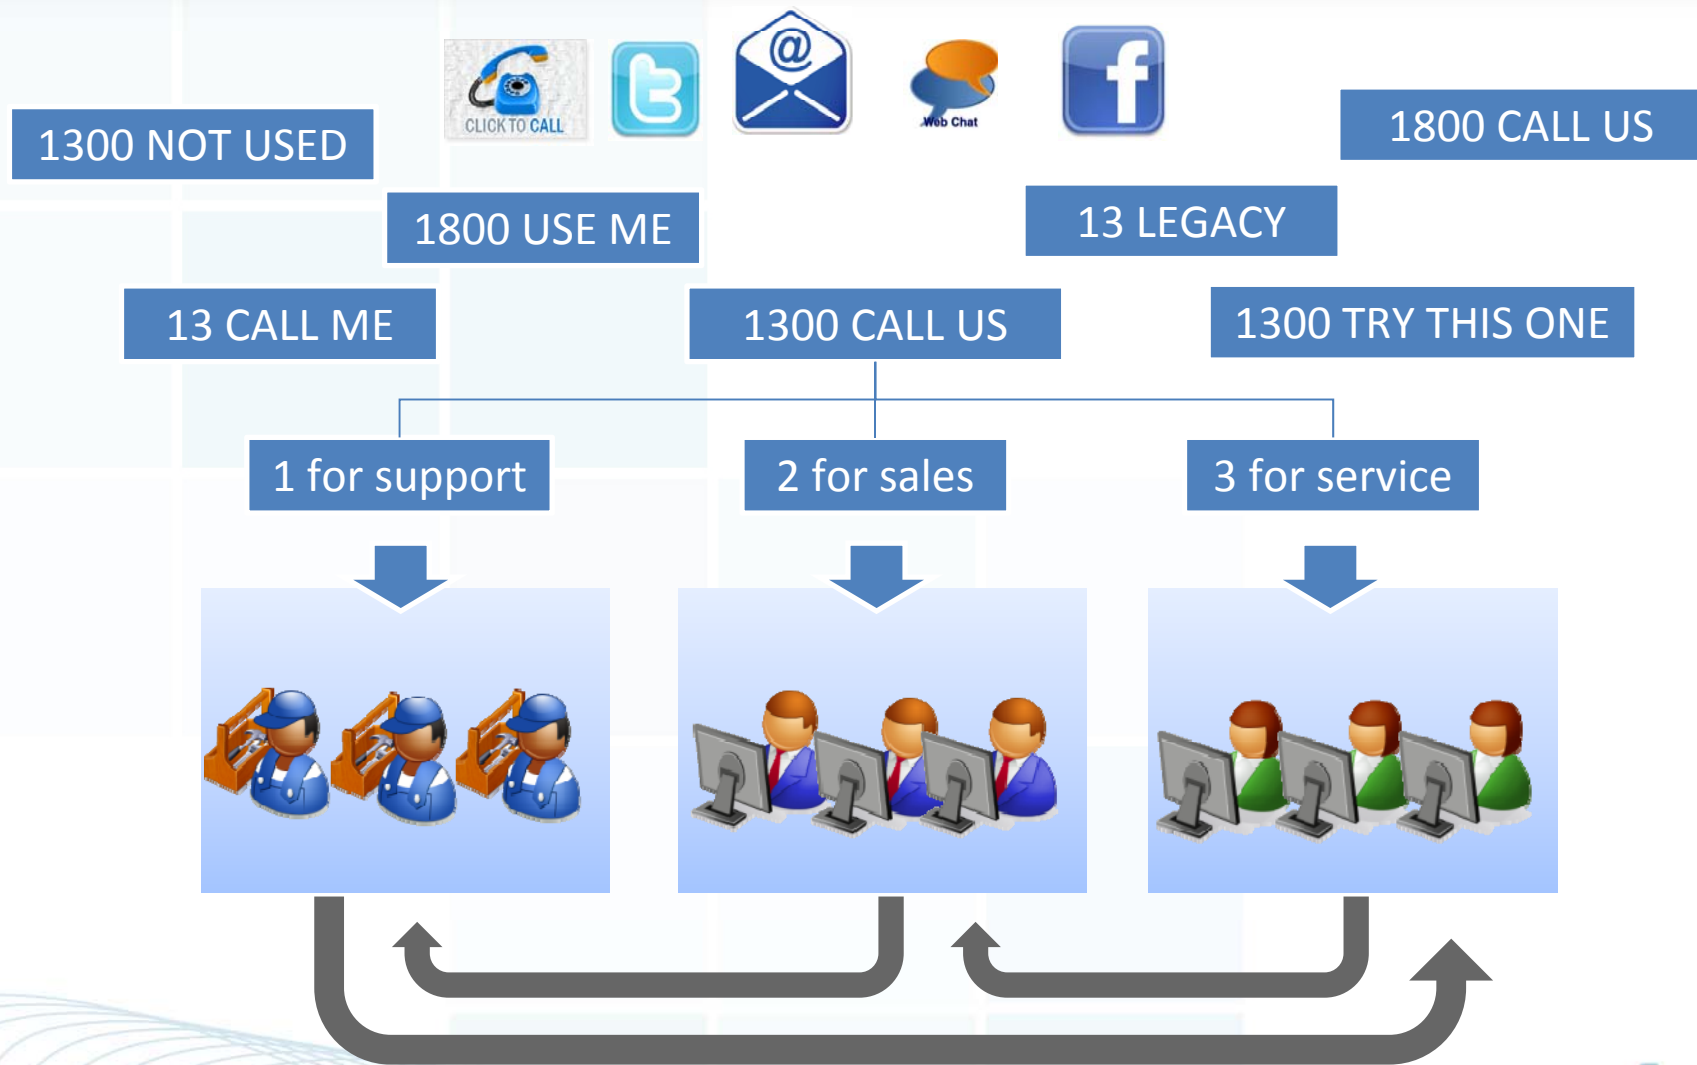 CLICK TO CALL
@
Web Chat
f
1300 NOT USED
1800 CALL US
1800 USE ME
13 LEGACY
13 CALL ME
1300 CALL US
1300 TRY THIS ONE
1 for support
2 for sales
3 for service